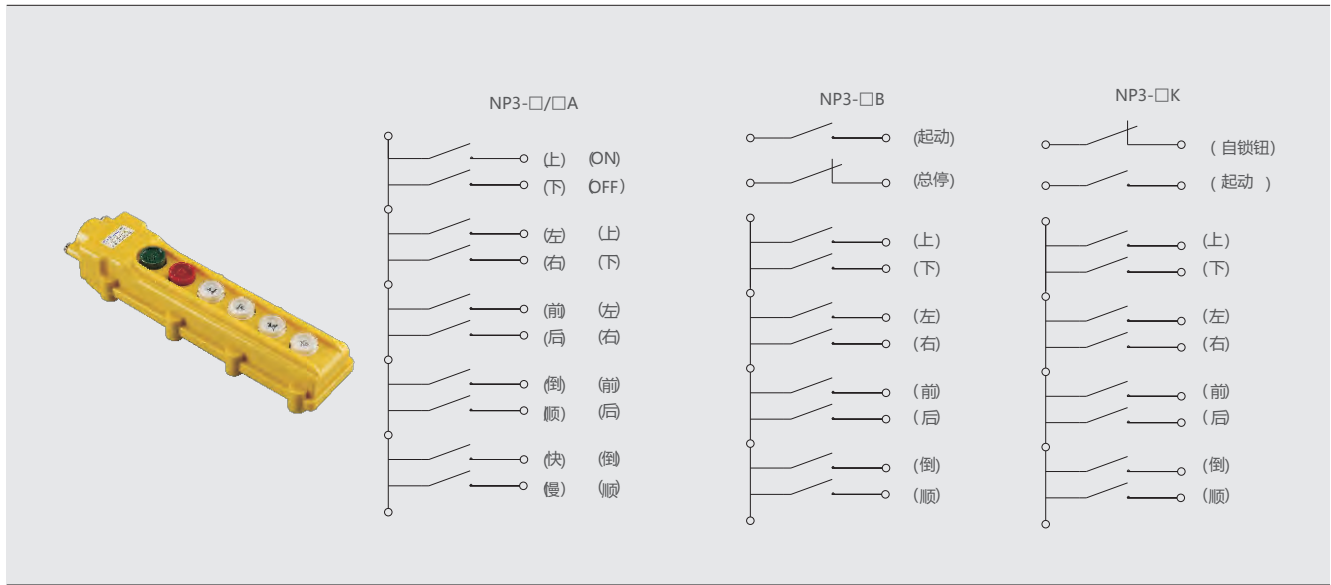 NP3-□/□A
(上) (ON)
(下) (OFF)
(左) (上)
(右) (下)
(前) (左)
(后) (右)
(倒) (前)
(顺) (后)
(快) (倒)
(慢) (顺)
NP3-□B
(起动)
(总停)
(上)
(下)
(左)
(右)
(前)
(后)
(倒)
(顺)
NP3-□K
(自锁钮)
(起动)
(上)
(下)
(左)
(右)
(前)
(后)
(倒)
(顺)